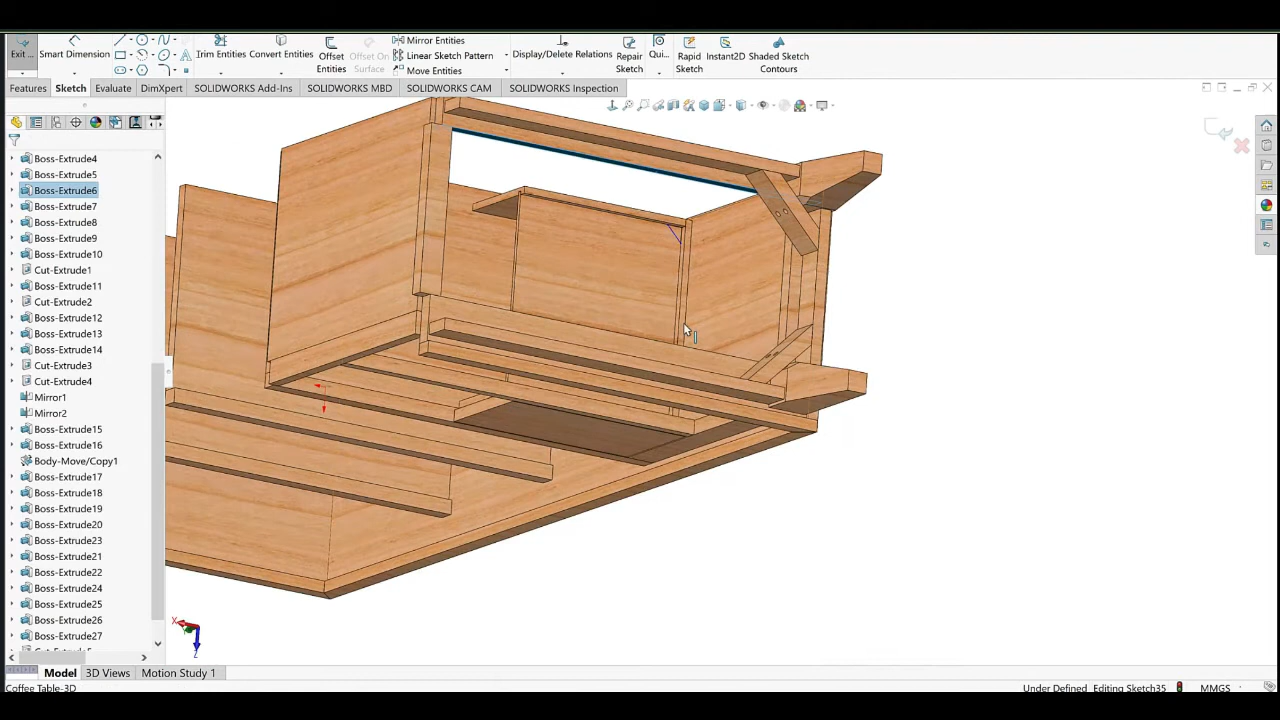 Exit ...
Smart Dimension
Trim Entities
Convert Entities
Offset Entities
Offset On Surface
Mirror Entities
Linear Sketch Pattern
Move Entities
Display/Delete Relations
Repair Sketch
Qui...
Rapid Sketch
Instant2D
Shaded Sketch Contours
Features
Sketch
Evaluate
DimXpert
SOLIDWORKS Add-Ins
SOLIDWORKS MBD
SOLIDWORKS CAM
SOLIDWORKS Inspection
Boss-Extrude4
Boss-Extrude5
Boss-Extrude6
Boss-Extrude7
Boss-Extrude8
Boss-Extrude9
Boss-Extrude10
Cut-Extrude1
Boss-Extrude11
Cut-Extrude2
Boss-Extrude12
Boss-Extrude13
Boss-Extrude14
Cut-Extrude3
Cut-Extrude4
Mirror1
Mirror2
Boss-Extrude15
Boss-Extrude16
Body-Move/Copy1
Boss-Extrude17
Boss-Extrude18
Boss-Extrude19
Boss-Extrude20
Boss-Extrude23
Boss-Extrude21
Boss-Extrude22
Boss-Extrude24
Boss-Extrude25
Boss-Extrude26
Boss-Extrude27
X
Z
Model
3D Views
Motion Study 1
Coffee Table-3D
Under Defined
Editing Sketch35
MMGS